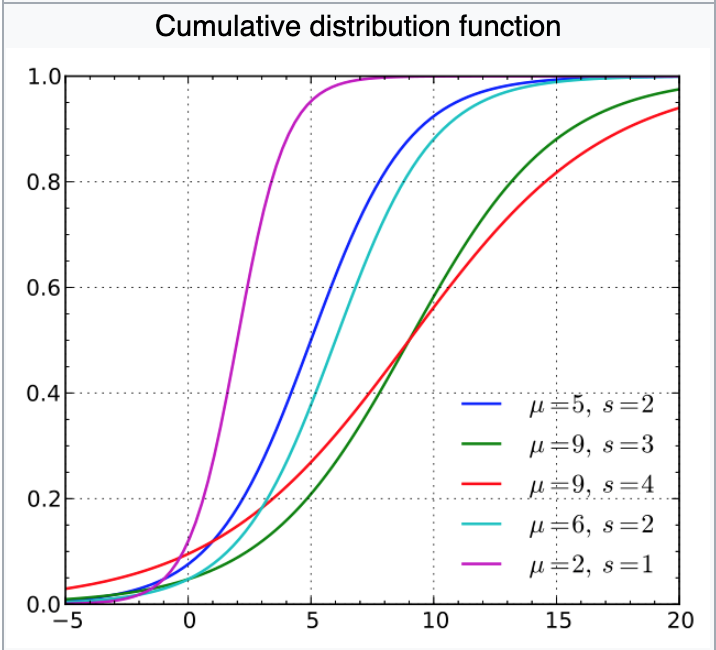 Cumulative distribution function
1.0
0.8
0.6
0.4
0.2
0.0
−5 0 5 10 15 20
μ=5, s=2
μ=9, s=3
μ=9, s=4
μ=6, s=2
μ=2, s=1